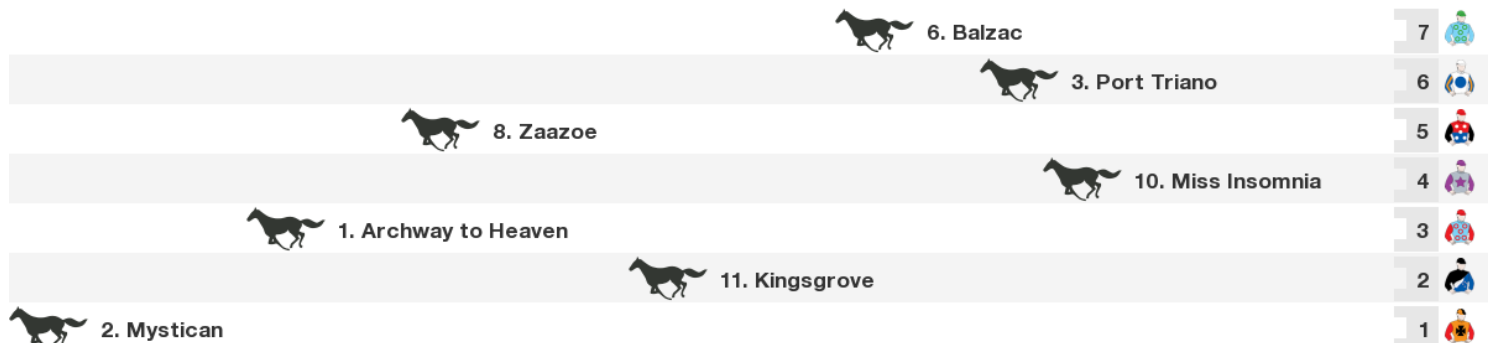 6. Balzac 7
3. Port Triano 6
8. Zaazoe 5
10. Miss Insomnia 4
1. Archway to Heaven 3
11. Kingsgrove 2
2. Mystican 1